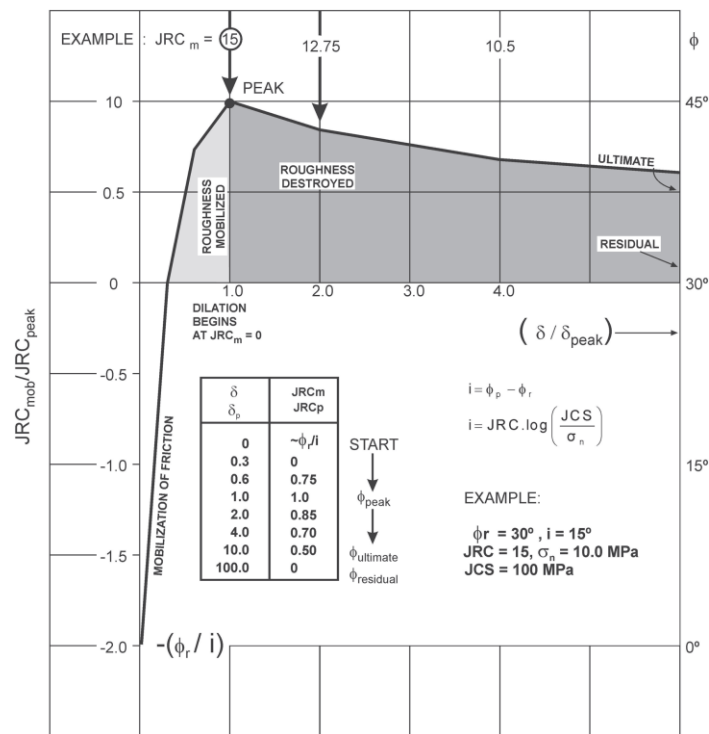 EXAMPLE : JRC m = 15
12.75
10.5
ϕ
PEAK
10
45º
ULTIMATE
ROUGHNESS
DESTROYED
ROUGHNESS
MOBILIZED
0.5
RESIDUAL
0
1.0
2.0
3.0
4.0
30º
DILATION
BEGINS
AT JRCm = 0
(δ / δpeak)
JRCmob/JRCpeak
-0.5
-1.0
-1.5
-2.0
MOBILIZATION OF FRICTION
15º
0º
-(ϕr / i)
δ JRCm
δp JRCp
0 ~ϕr/i
0.3 0
0.6 0.75
1.0 1.0
2.0 0.85
4.0 0.70
10.0 0.50
100.0 0
START
ϕpeak
ϕultimate
ϕresidual
i = ϕp – ϕr
i = JRC.log(JCS/σn)
EXAMPLE:
ϕr = 30º , i = 15º
JRC = 15, σn = 10.0 MPa
JCS = 100 MPa